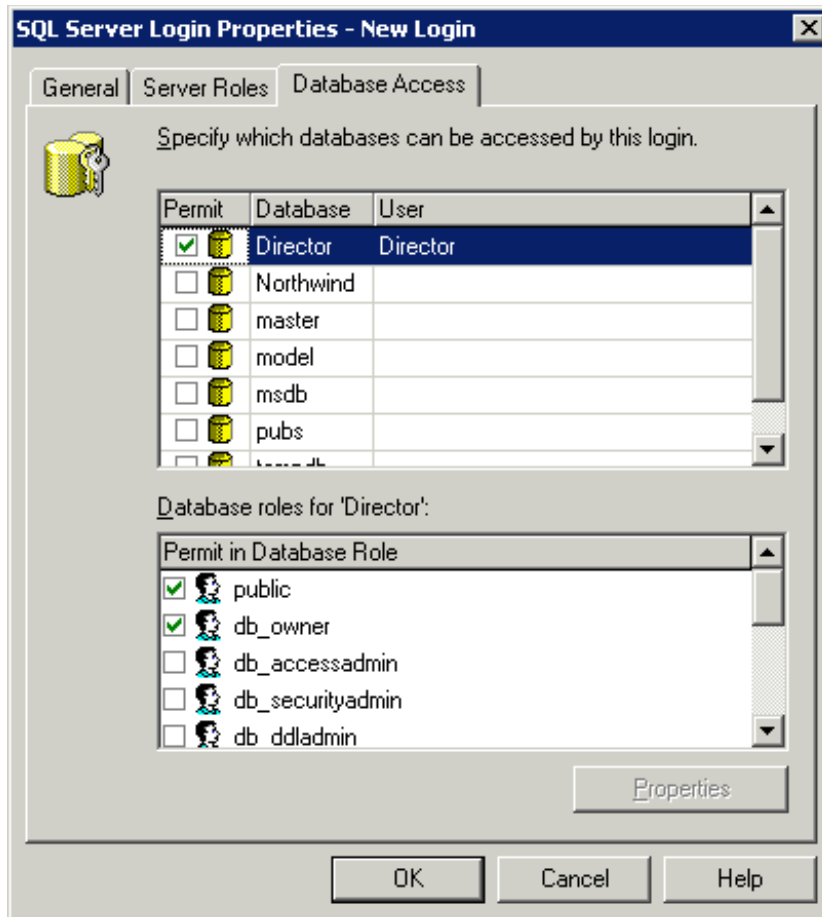 SQL Server Login Properties - New Login
General Server Roles Database Access
Specify which databases can be accessed by this login.
Permit Database User
Director Director
Northwind
master
model
msdb
pubs
Database roles for 'Director':
Permit in Database Role
public
db_owner
db_accessadmin
db_securityadmin
db_ddladmin
Properties
OK Cancel Help